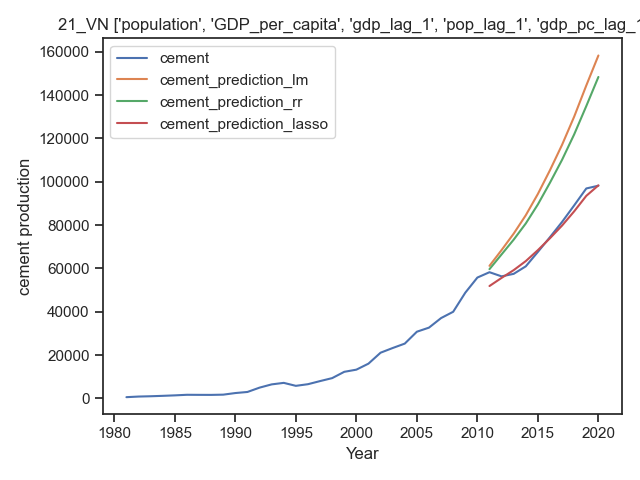 21_VN ['population', 'GDP_per_capita', 'gdp_lag_1', 'pop_lag_1', 'gdp_pc_lag_1
cement
cement_prediction_lm
cement_prediction_rr
cement_prediction_lasso
160000
140000
120000
100000
80000
60000
40000
20000
0
cement production
1980 1985 1990 1995 2000 2005 2010 2015 2020
Year